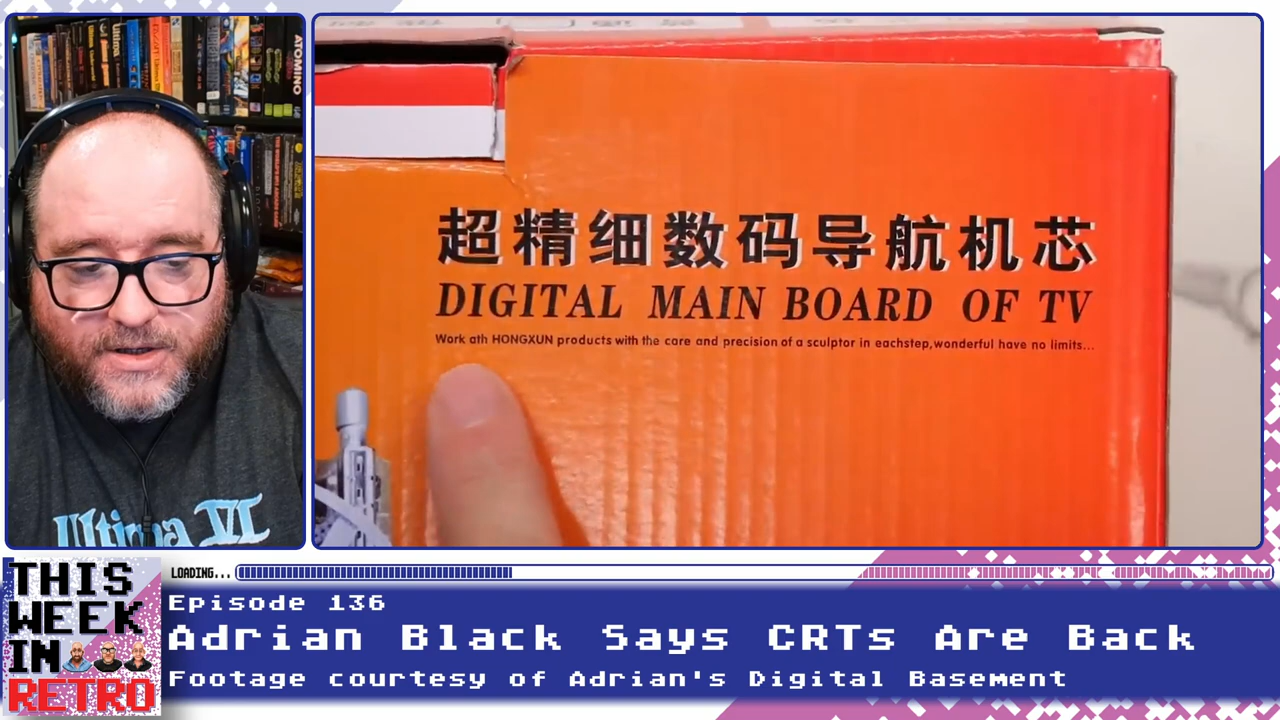 ATOMINO
超精细数码导航机芯
DIGITAL MAIN BOARD OF TV
Work ath HONGXUN products with the care and precision of a sculptor in eachstep,wonderful have no limits...
Ultima VI
THIS
WEEK
IN
RETRO
LOADING...
Episode 136
Adrian Black Says CRTs Are Back
Footage courtesy of Adrian's Digital Basement